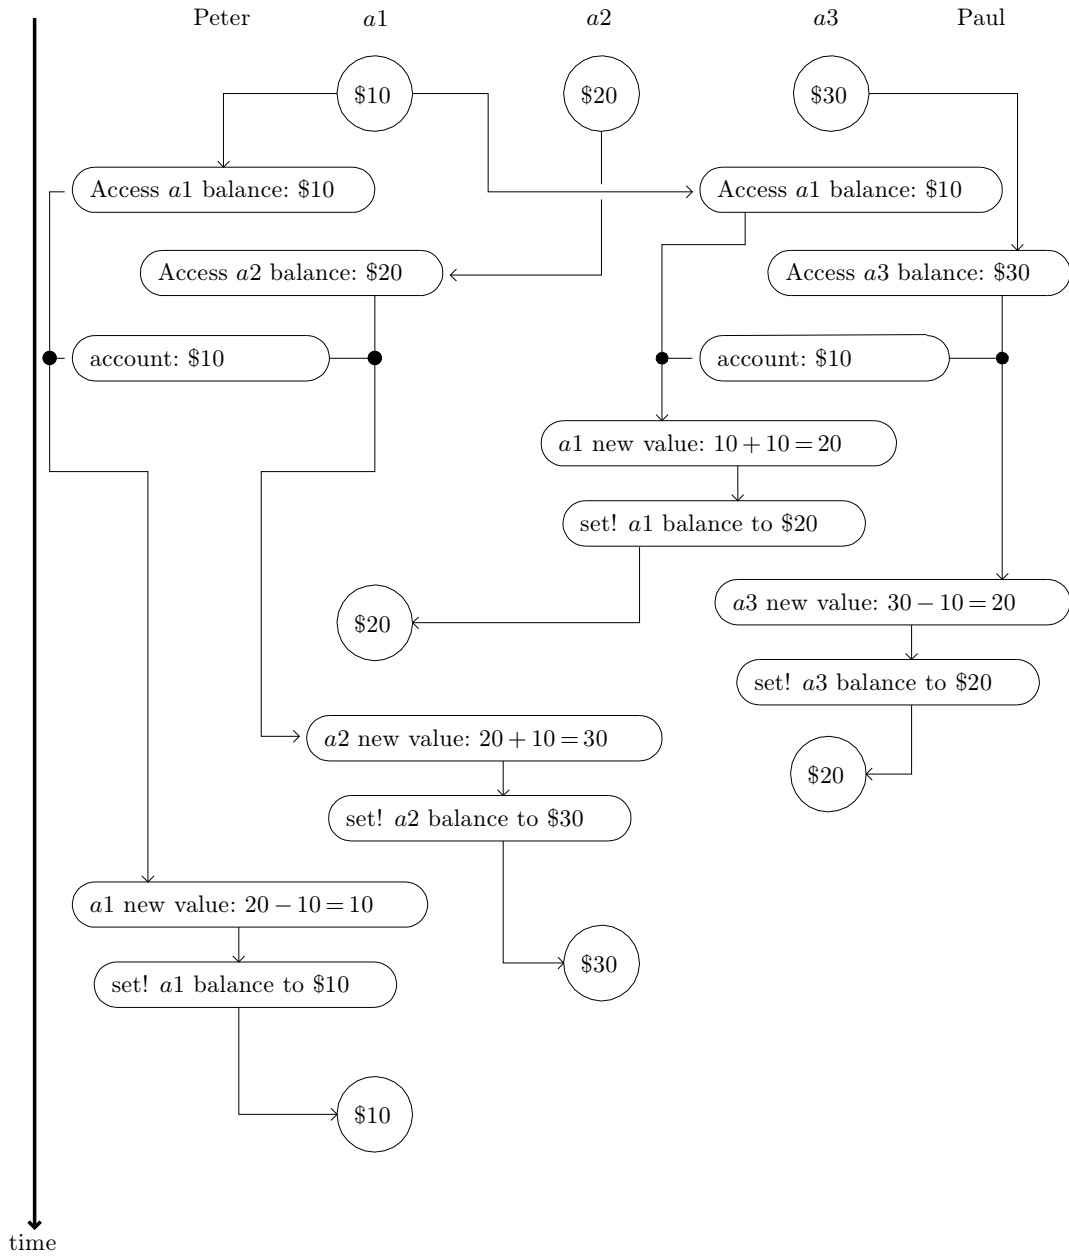 Peter a1 a2 a3 Paul
$10 $20 $30
Access a1 balance: $10 Access a1 balance: $10
Access a2 balance: $20 Access a3 balance: $30
account: $10 account: $10
a1 new value: 10 + 10 = 20
set! a1 balance to $20
a3 new value: 30 − 10 = 20
$20
set! a3 balance to $20
a2 new value: 20 + 10 = 30
$20
set! a2 balance to $30
a1 new value: 20 − 10 = 10
$30
set! a1 balance to $10
$10
time